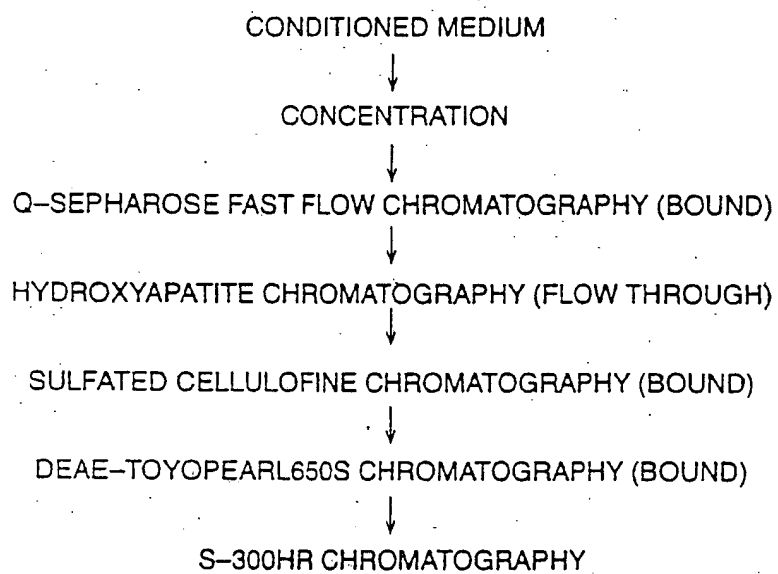 CONDITIONED MEDIUM
CONCENTRATION
Q–SEPHAROSE FAST FLOW CHROMATOGRAPHY (BOUND)
HYDROXYAPATITE CHROMATOGRAPHY (FLOW THROUGH)
SULFATED CELLULOFINE CHROMATOGRAPHY (BOUND)
DEAE–TOYOPEARL650S CHROMATOGRAPHY (BOUND)
S–300HR CHROMATOGRAPHY